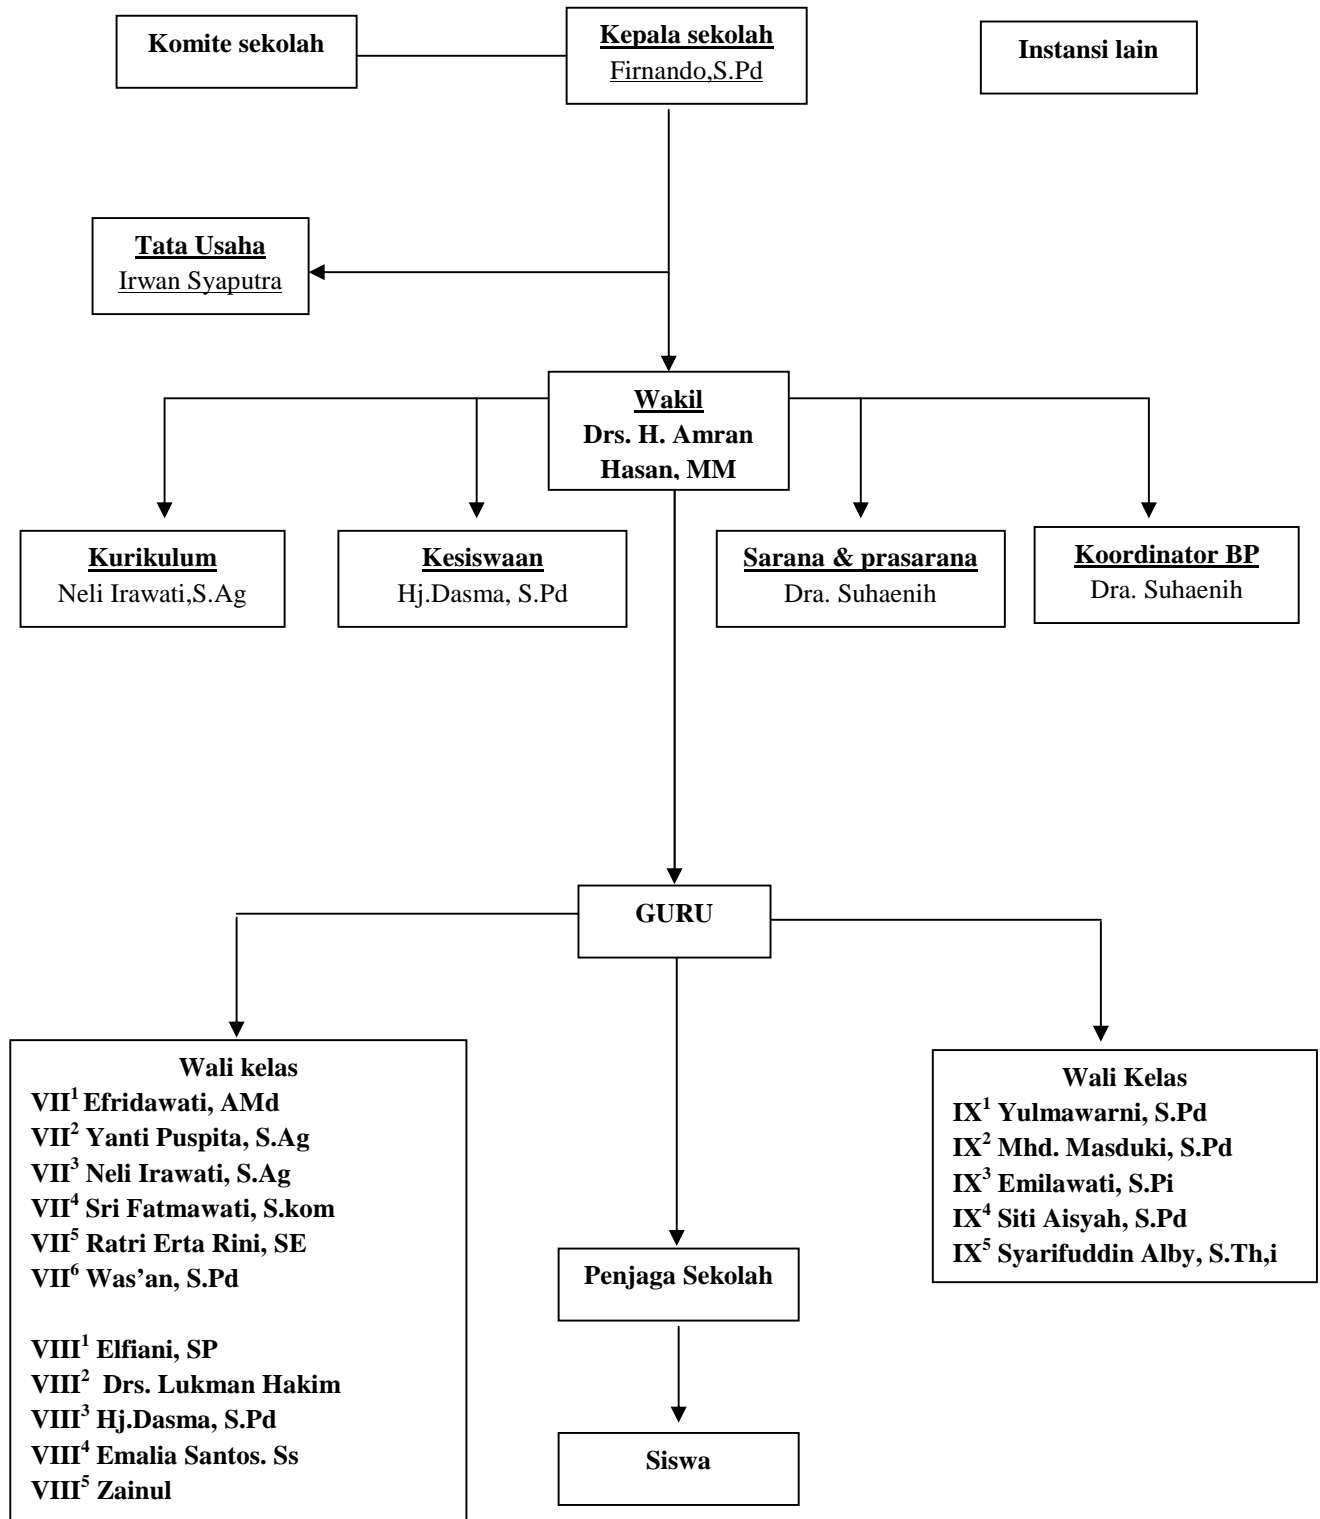 Komite sekolah
Kepala sekolah
Firnando,S.Pd
Instansi lain
Tata Usaha
Irwan Syaputra
Wakil
Drs. H. Amran
Hasan, MM
Kurikulum
Neli Irawati,S.Ag
Kesiswaan
Hj.Dasma, S.Pd
Sarana & prasarana
Dra. Suhaenih
Koordinator BP
Dra. Suhaenih
GURU
Wali kelas
VII¹ Efridawati, AMd
VII² Yanti Puspita, S.Ag
VII³ Neli Irawati, S.Ag
VII⁴ Sri Fatmawati, S.kom
VII⁵ Ratri Erta Rini, SE
VII⁶ Was’an, S.Pd
VIII¹ Elfiani, SP
VIII² Drs. Lukman Hakim
VIII³ Hj.Dasma, S.Pd
VIII⁴ Emalia Santos. Ss
VIII⁵ Zainul
Penjaga Sekolah
Siswa
Wali Kelas
IX¹ Yulmawarni, S.Pd
IX² Mhd. Masduki, S.Pd
IX³ Emilawati, S.Pi
IX⁴ Siti Aisyah, S.Pd
IX⁵ Syarifuddin Alby, S.Th,i